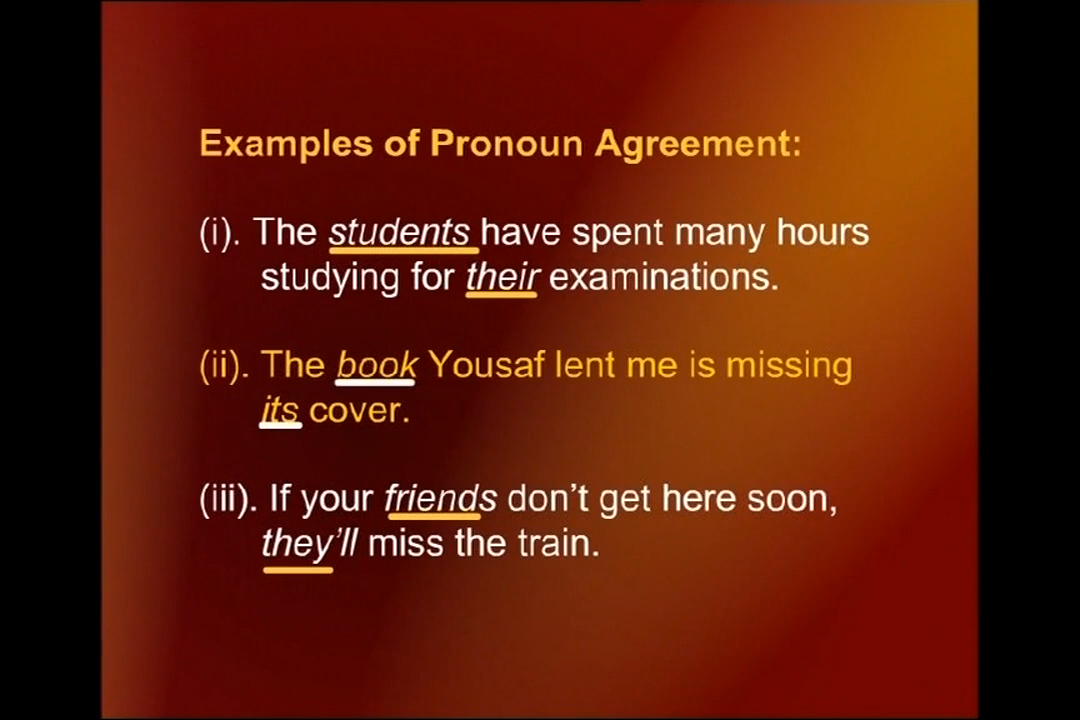 Examples of Pronoun Agreement:
(i). The students have spent many hours
studying for their examinations.
(ii). The book Yousaf lent me is missing
its cover.
(iii). If your friends don’t get here soon,
they’ll miss the train.